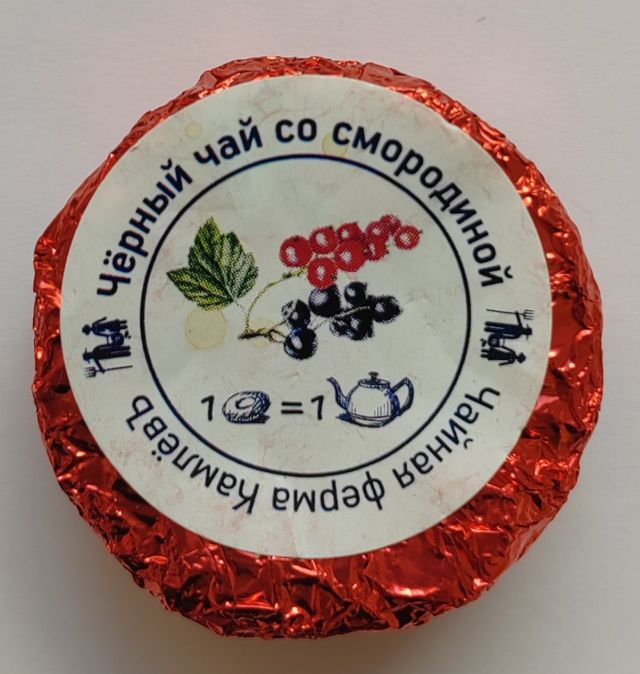 Чёрный чай со смородиной
1 = 1
Чайная ферма КамлёвЪ